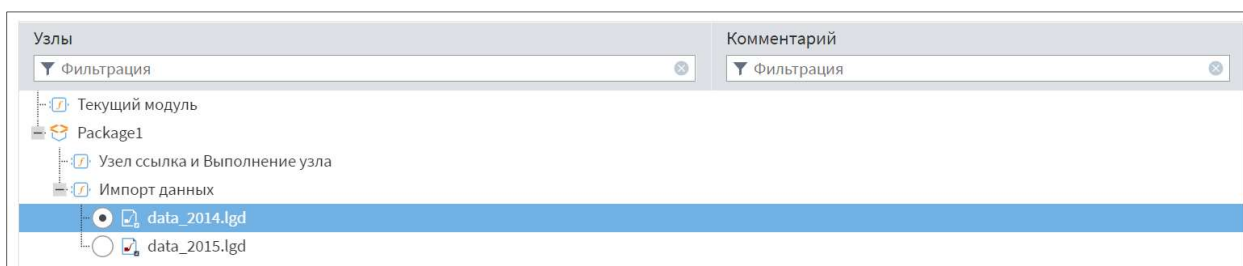 Узлы Комментарий
Фильтрация Фильтрация
Текущий модуль
Package1
Узел ссылка и Выполнение узла
Импорт данных
data_2014.lgd
data_2015.lgd